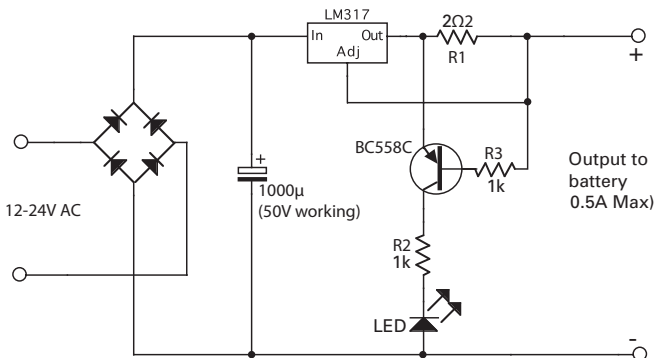 LM317
In
Out
Adj
2Ω2
R1
+
BC558C
R3
1k
Output to
battery
0.5A Max)
+
1000µ
(50V working)
12-24V AC
R2
1k
LED
-